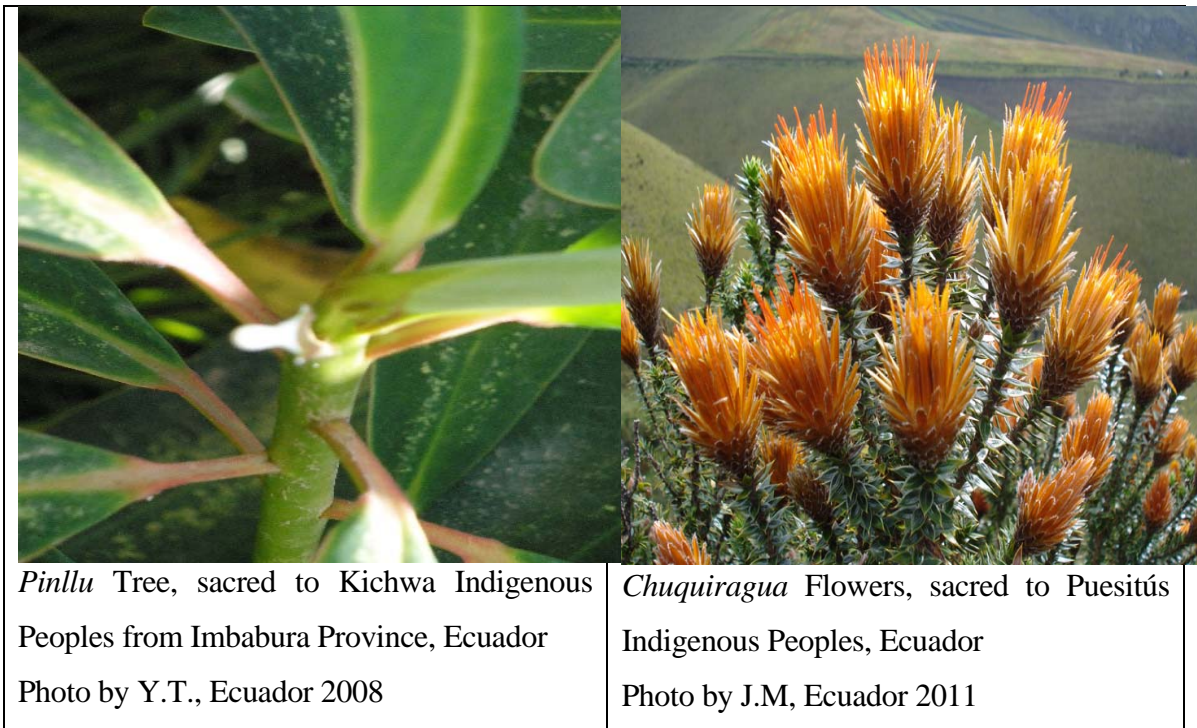 Pinllu Tree, sacred to Kichwa Indigenous
Peoples from Imbabura Province, Ecuador
Photo by Y.T., Ecuador 2008
Chuquiragua Flowers, sacred to Puesitús
Indigenous Peoples, Ecuador
Photo by J.M, Ecuador 2011